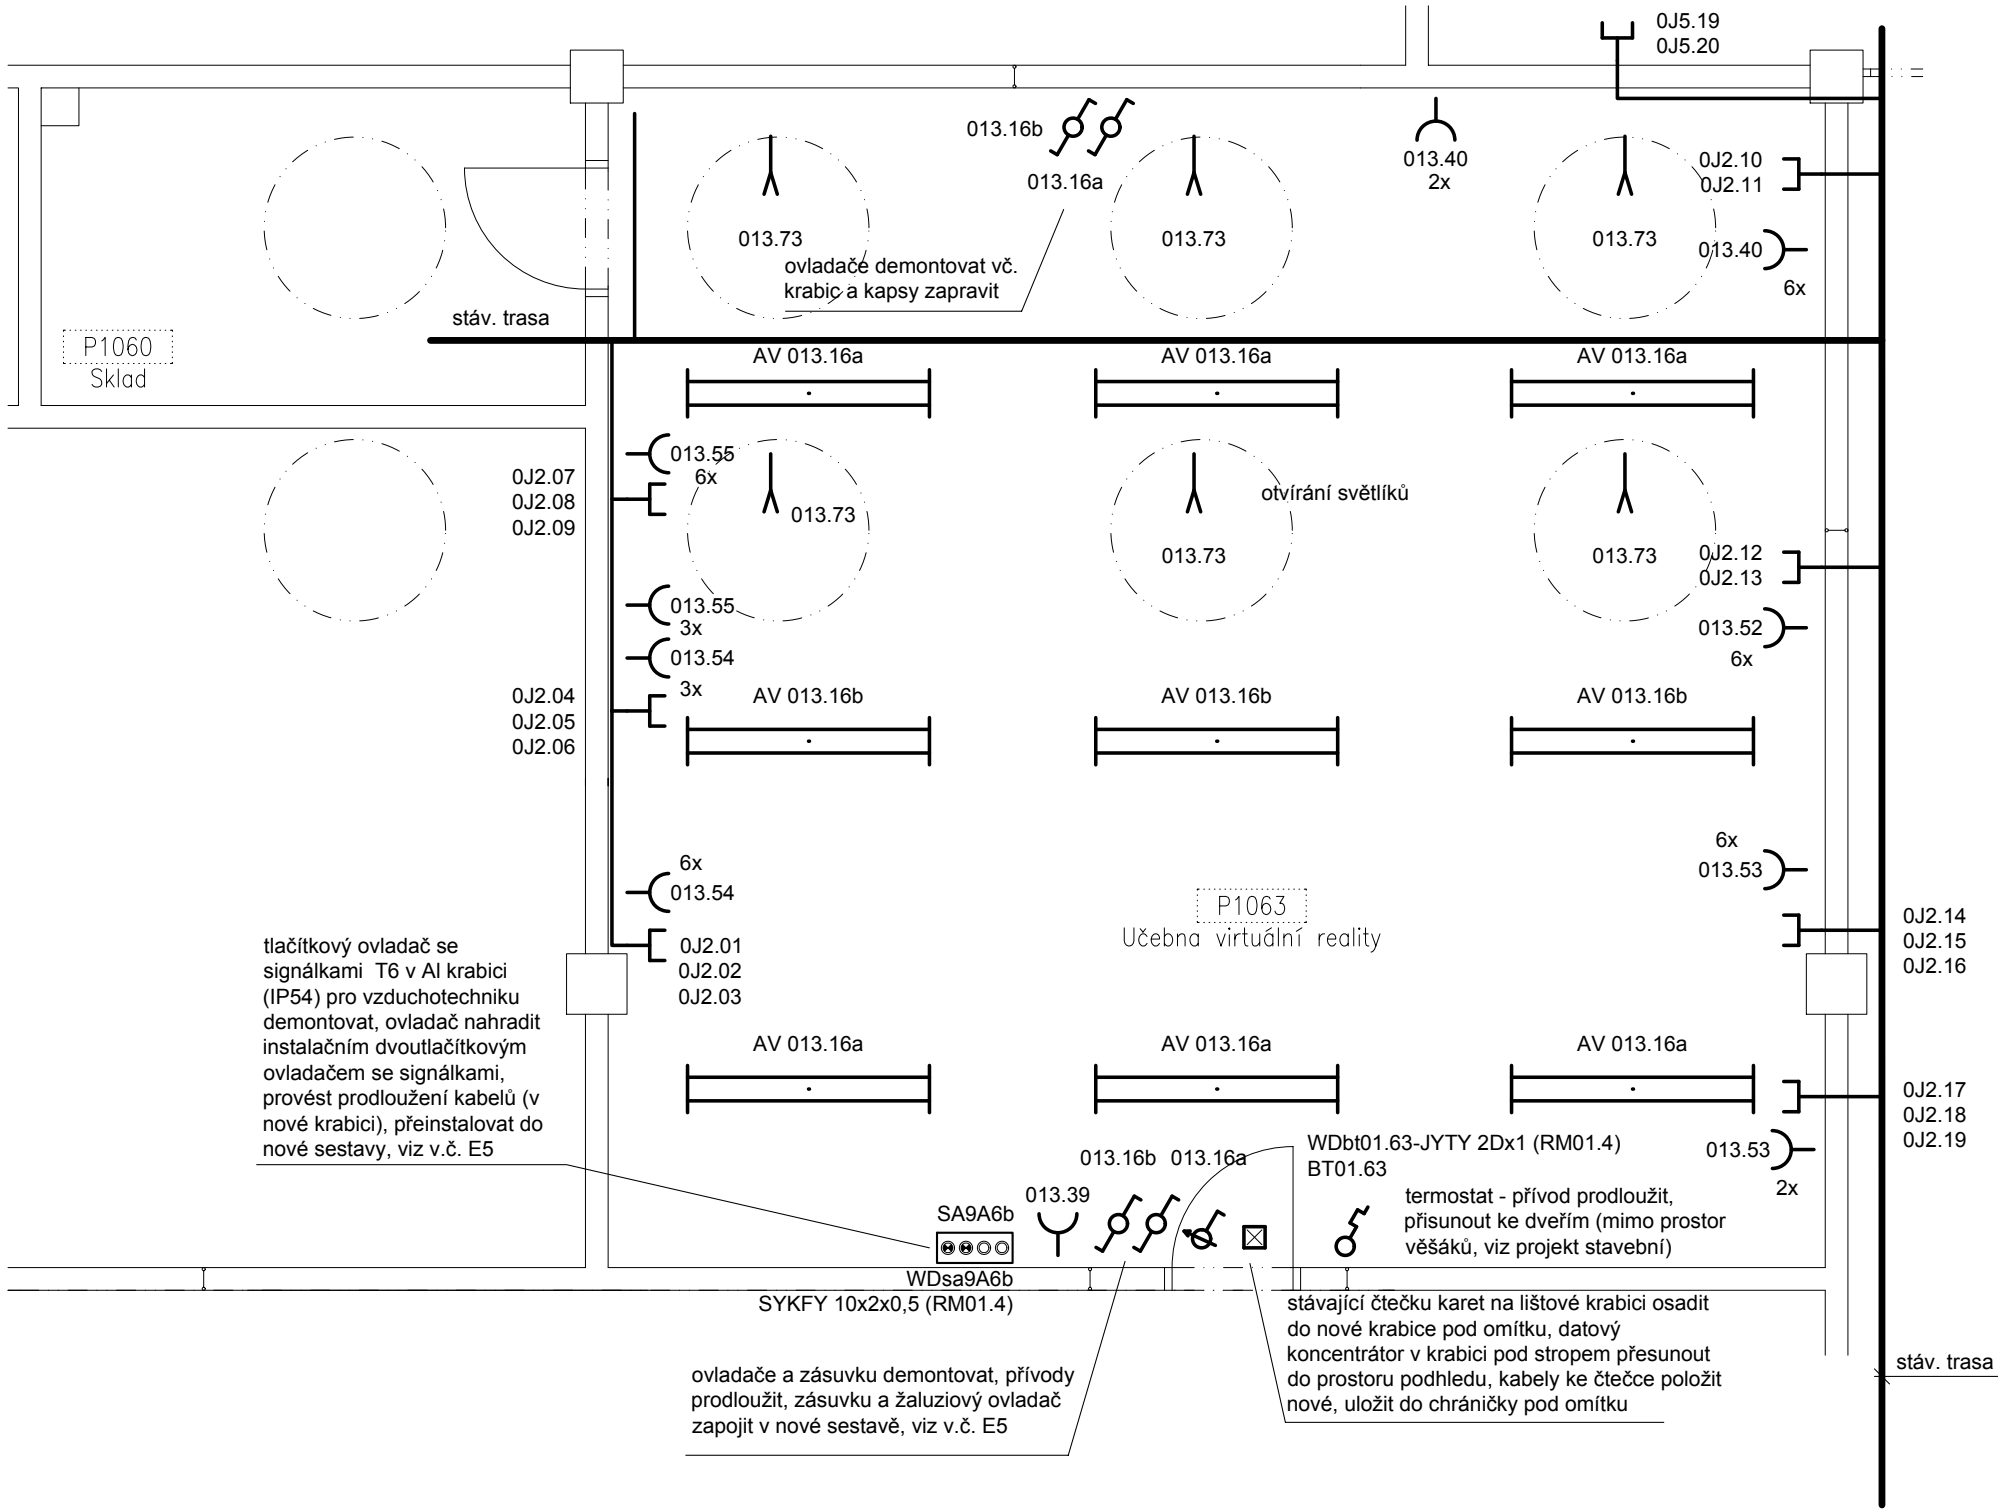 0J5.19
0J5.20
013.16b
013.16a
013.40
2x
0J2.10
0J2.11
013.73
013.73
013.73
013.40
6x
ovladače demontovat vč.
krabic a kapsy zapravit
stáv. trasa
P1060
Sklad
AV 013.16a
AV 013.16a
AV 013.16a
013.55
6x
0J2.07
0J2.08
0J2.09
013.73
otvírání světlíků
013.73
013.73
0J2.12
0J2.13
013.55
3x
013.54
3x
013.52
6x
0J2.04
0J2.05
0J2.06
AV 013.16b
AV 013.16b
AV 013.16b
6x
013.54
6x
013.53
P1063
Učebna virtuální reality
0J2.01
0J2.02
0J2.03
0J2.14
0J2.15
0J2.16
tlačítkový ovladač se
signálkami T6 v Al krabici
(IP54) pro vzduchotechniku
demontovat, ovladač nahradit
instalačním dvoutlačítkovým
ovladačem se signálkami,
provést prodloužení kabelů (v
nové krabici), přeinstalovat do
nové sestavy, viz v.č. E5
AV 013.16a
AV 013.16a
AV 013.16a
0J2.17
0J2.18
0J2.19
013.16b
013.16a
WDbt01.63-JYTY 2Dx1 (RM01.4)
BT01.63
013.53
2x
013.39
SA9A6b
termostat - přívod prodloužit,
přisunout ke dveřím (mimo prostor
věšáků, viz projekt stavební)
WDsa9A6b
SYKFY 10x2x0,5 (RM01.4)
stávající čtečku karet na lištové krabici osadit
do nové krabice pod omítku, datový
koncentrátor v krabici pod stropem přesunout
do prostoru podhledu, kabely ke čtečce položit
nové, uložit do chráničky pod omítku
ovladače a zásuvku demontovat, přívody
prodloužit, zásuvku a žaluziový ovladač
zapojit v nové sestavě, viz v.č. E5
stáv. trasa